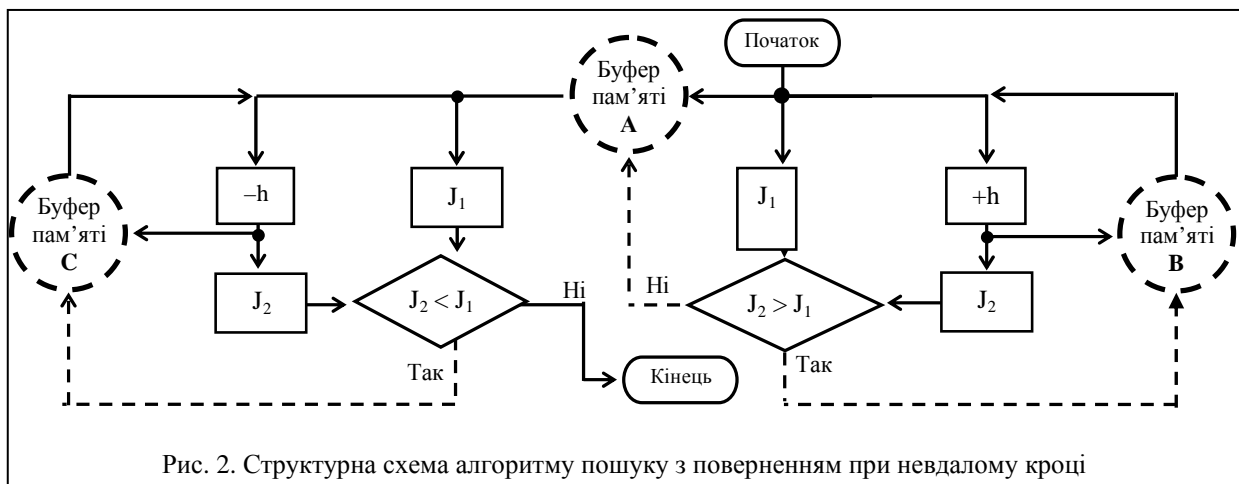 Початок
Буфер
пам’яті
A
–h
J₁
J₁
+h
Буфер
пам’яті
C
Буфер
пам’яті
B
J₂
J₂ < J₁
Ні
Ні
J₂ > J₁
J₂
Так
Кінець
Так
Рис. 2. Структурна схема алгоритму пошуку з поверненням при невдалому кроці